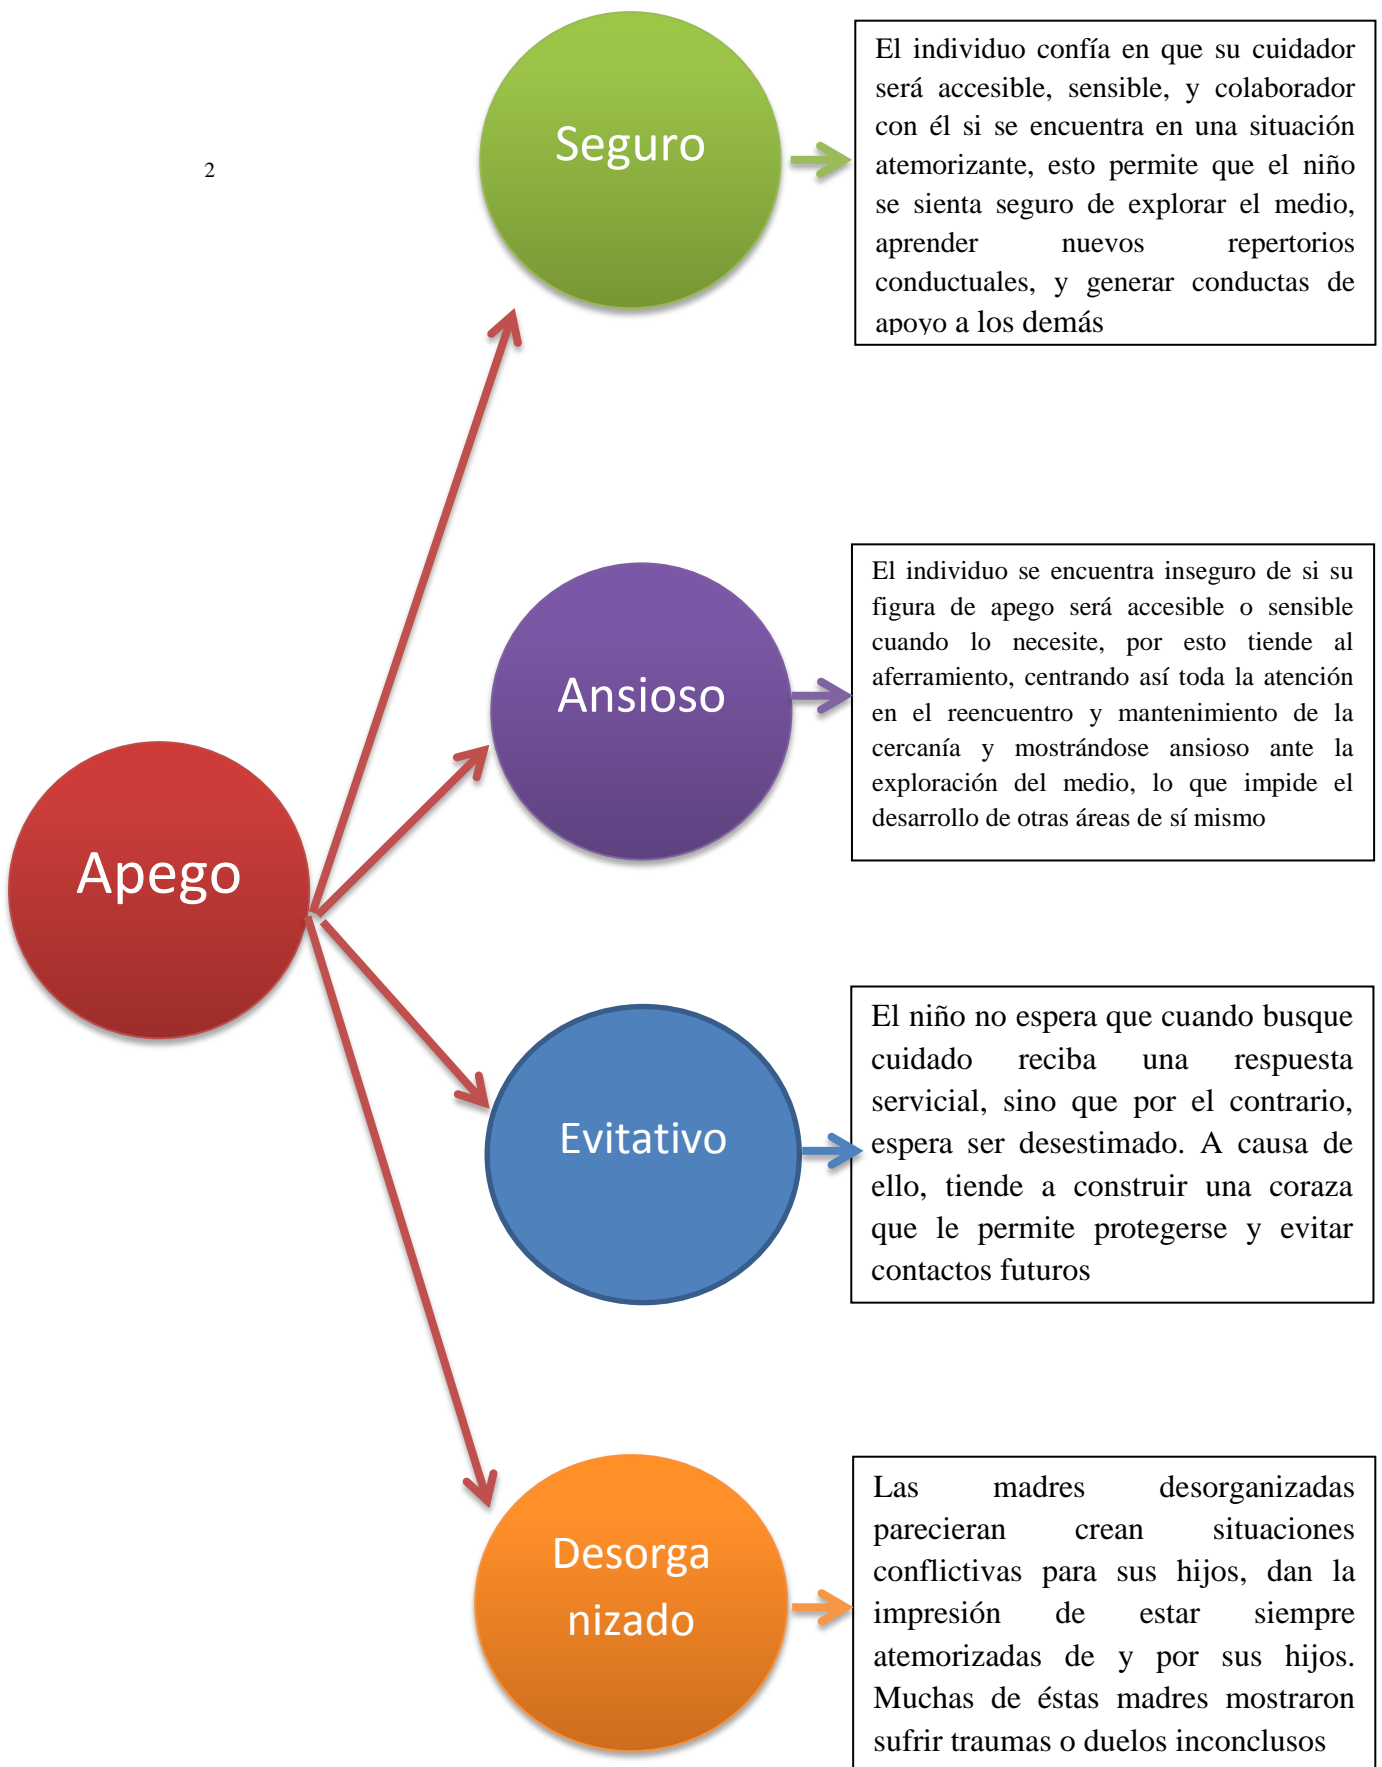 2
Seguro
El individuo confía en que su cuidador
será accesible, sensible, y colaborador
con él si se encuentra en una situación
atemorizante, esto permite que el niño
se sienta seguro de explorar el medio,
aprender nuevos repertorios
conductuales, y generar conductas de
apoyo a los demás
Ansioso
El individuo se encuentra inseguro de si su
figura de apego será accesible o sensible
cuando lo necesite, por esto tiende al
aferramiento, centrando así toda la atención
en el reencuentro y mantenimiento de la
cercanía y mostrándose ansioso ante la
exploración del medio, lo que impide el
desarrollo de otras áreas de sí mismo
Apego
Evitativo
El niño no espera que cuando busque
cuidado reciba una respuesta
servicial, sino que por el contrario,
espera ser desestimado. A causa de
ello, tiende a construir una coraza
que le permite protegerse y evitar
contactos futuros
Desorga
nizado
Las madres desorganizadas
parecieran crean situaciones
conflictivas para sus hijos, dan la
impresión de estar siempre
atemorizadas de y por sus hijos.
Muchas de éstas madres mostraron
sufrir traumas o duelos inconclusos